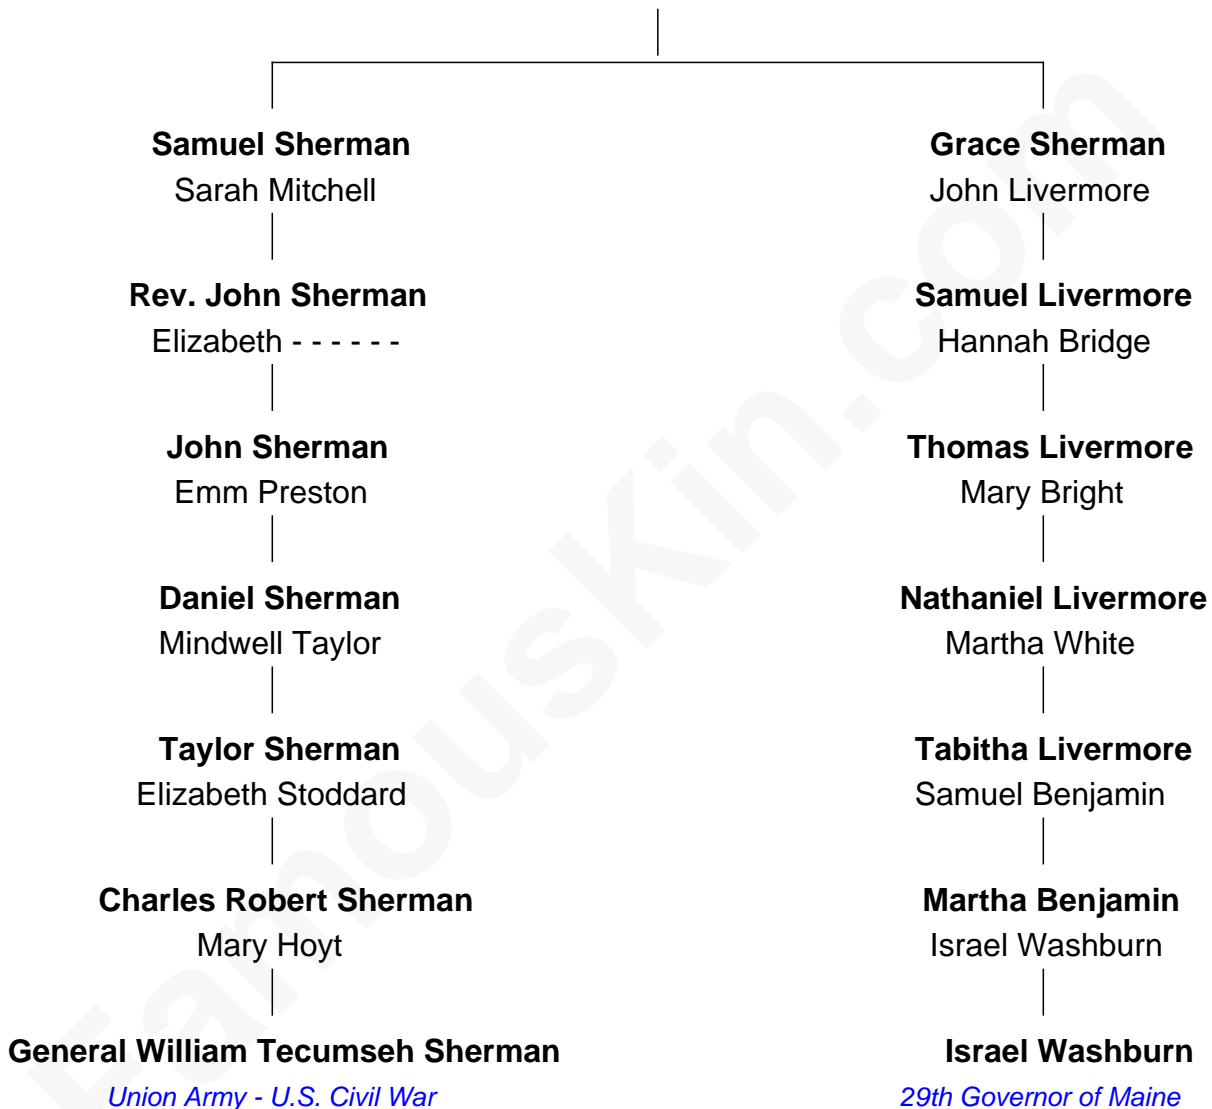 Samuel Sherman
Sarah Mitchell
Rev. John Sherman
Elizabeth - - - - - -
John Sherman
Emm Preston
Daniel Sherman
Mindwell Taylor
Taylor Sherman
Elizabeth Stoddard
Charles Robert Sherman
Mary Hoyt
General William Tecumseh Sherman
Union Army - U.S. Civil War
Grace Sherman
John Livermore
Samuel Livermore
Hannah Bridge
Thomas Livermore
Mary Bright
Nathaniel Livermore
Martha White
Tabitha Livermore
Samuel Benjamin
Martha Benjamin
Israel Washburn
Israel Washburn
29th Governor of Maine
FamousKin.com